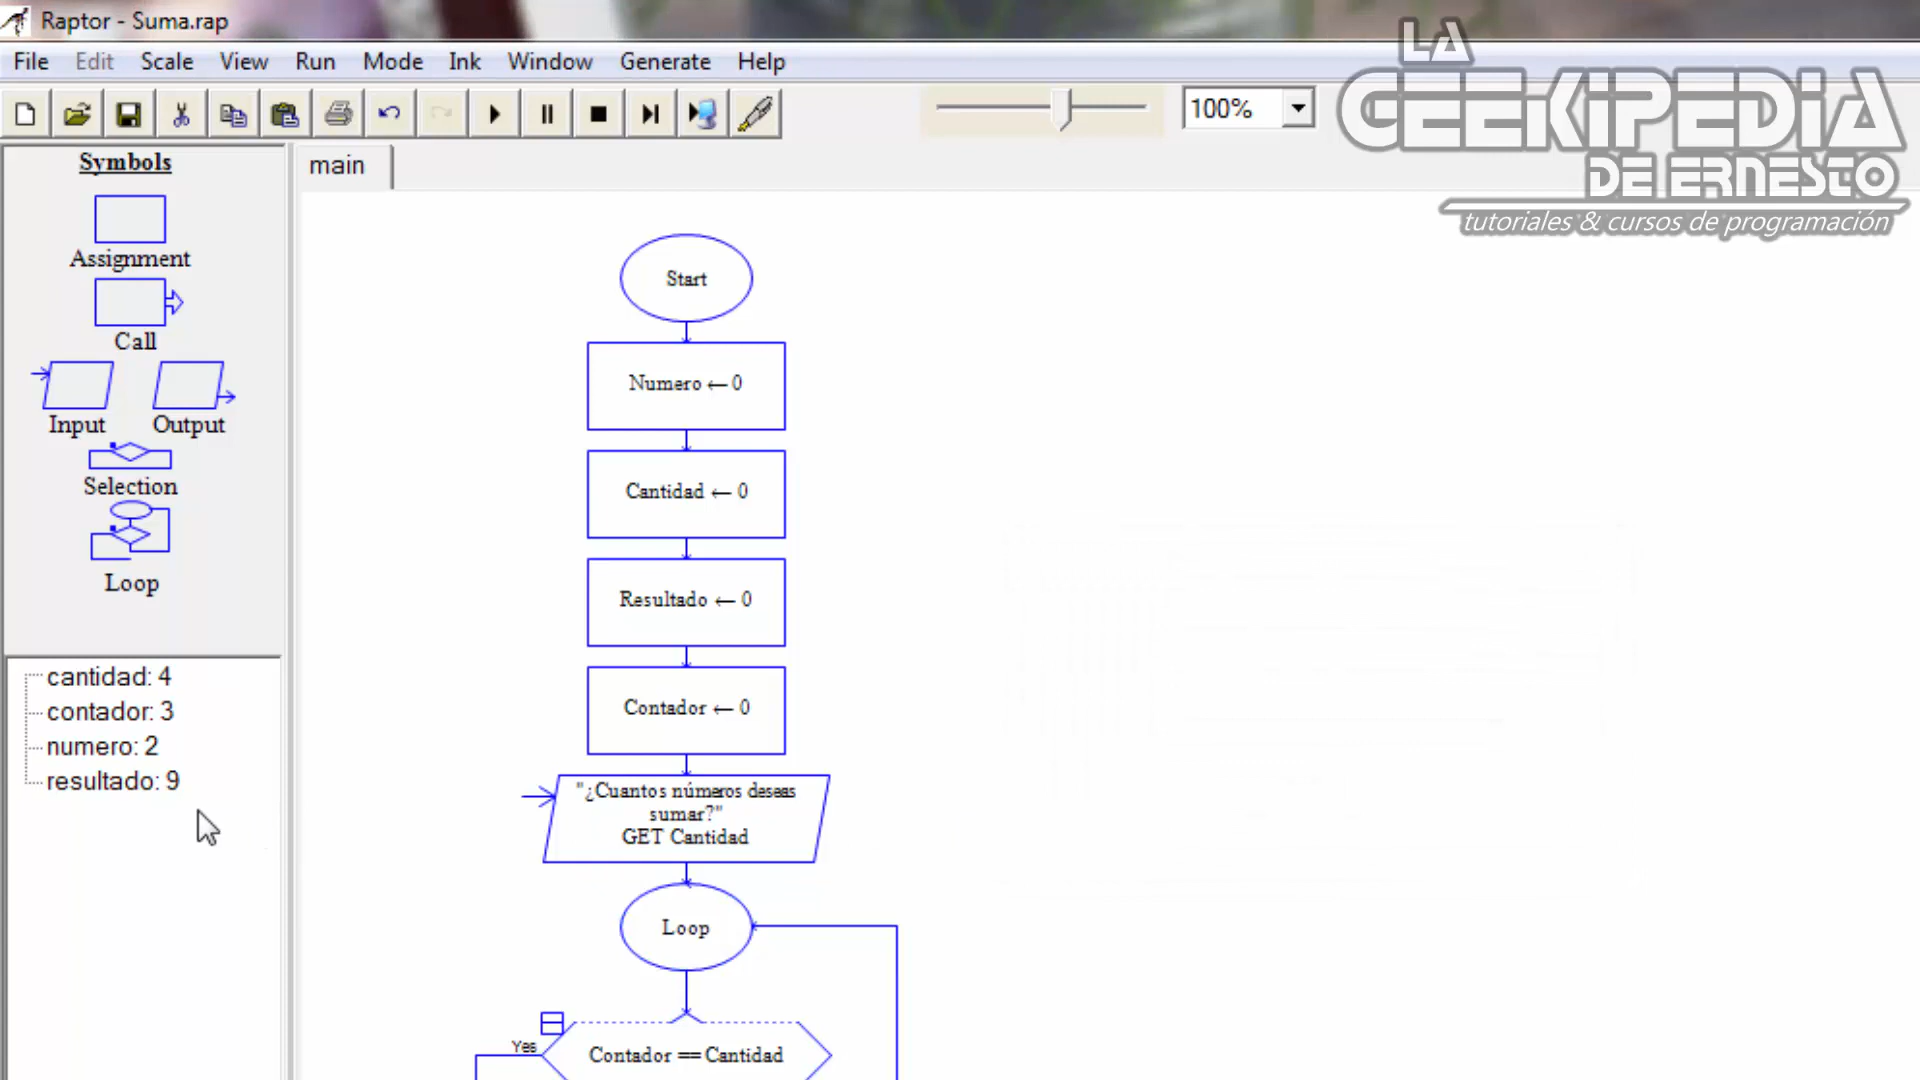 Raptor - Suma.rap
File Edit Scale View Run Mode Ink Window Generate Help
100%
LA
GEEKIPEDIA
DE ERNESTO
tutoriales & cursos de programación
Symbols
Assignment
Call
Input Output
Selection
Loop
cantidad: 4
contador: 3
numero: 2
resultado: 9
main
Start
Numero ← 0
Cantidad ← 0
Resultado ← 0
Contador ← 0
"¿Cuantos números deseas
sumar?"
GET Cantidad
Loop
Yes
Contador == Cantidad